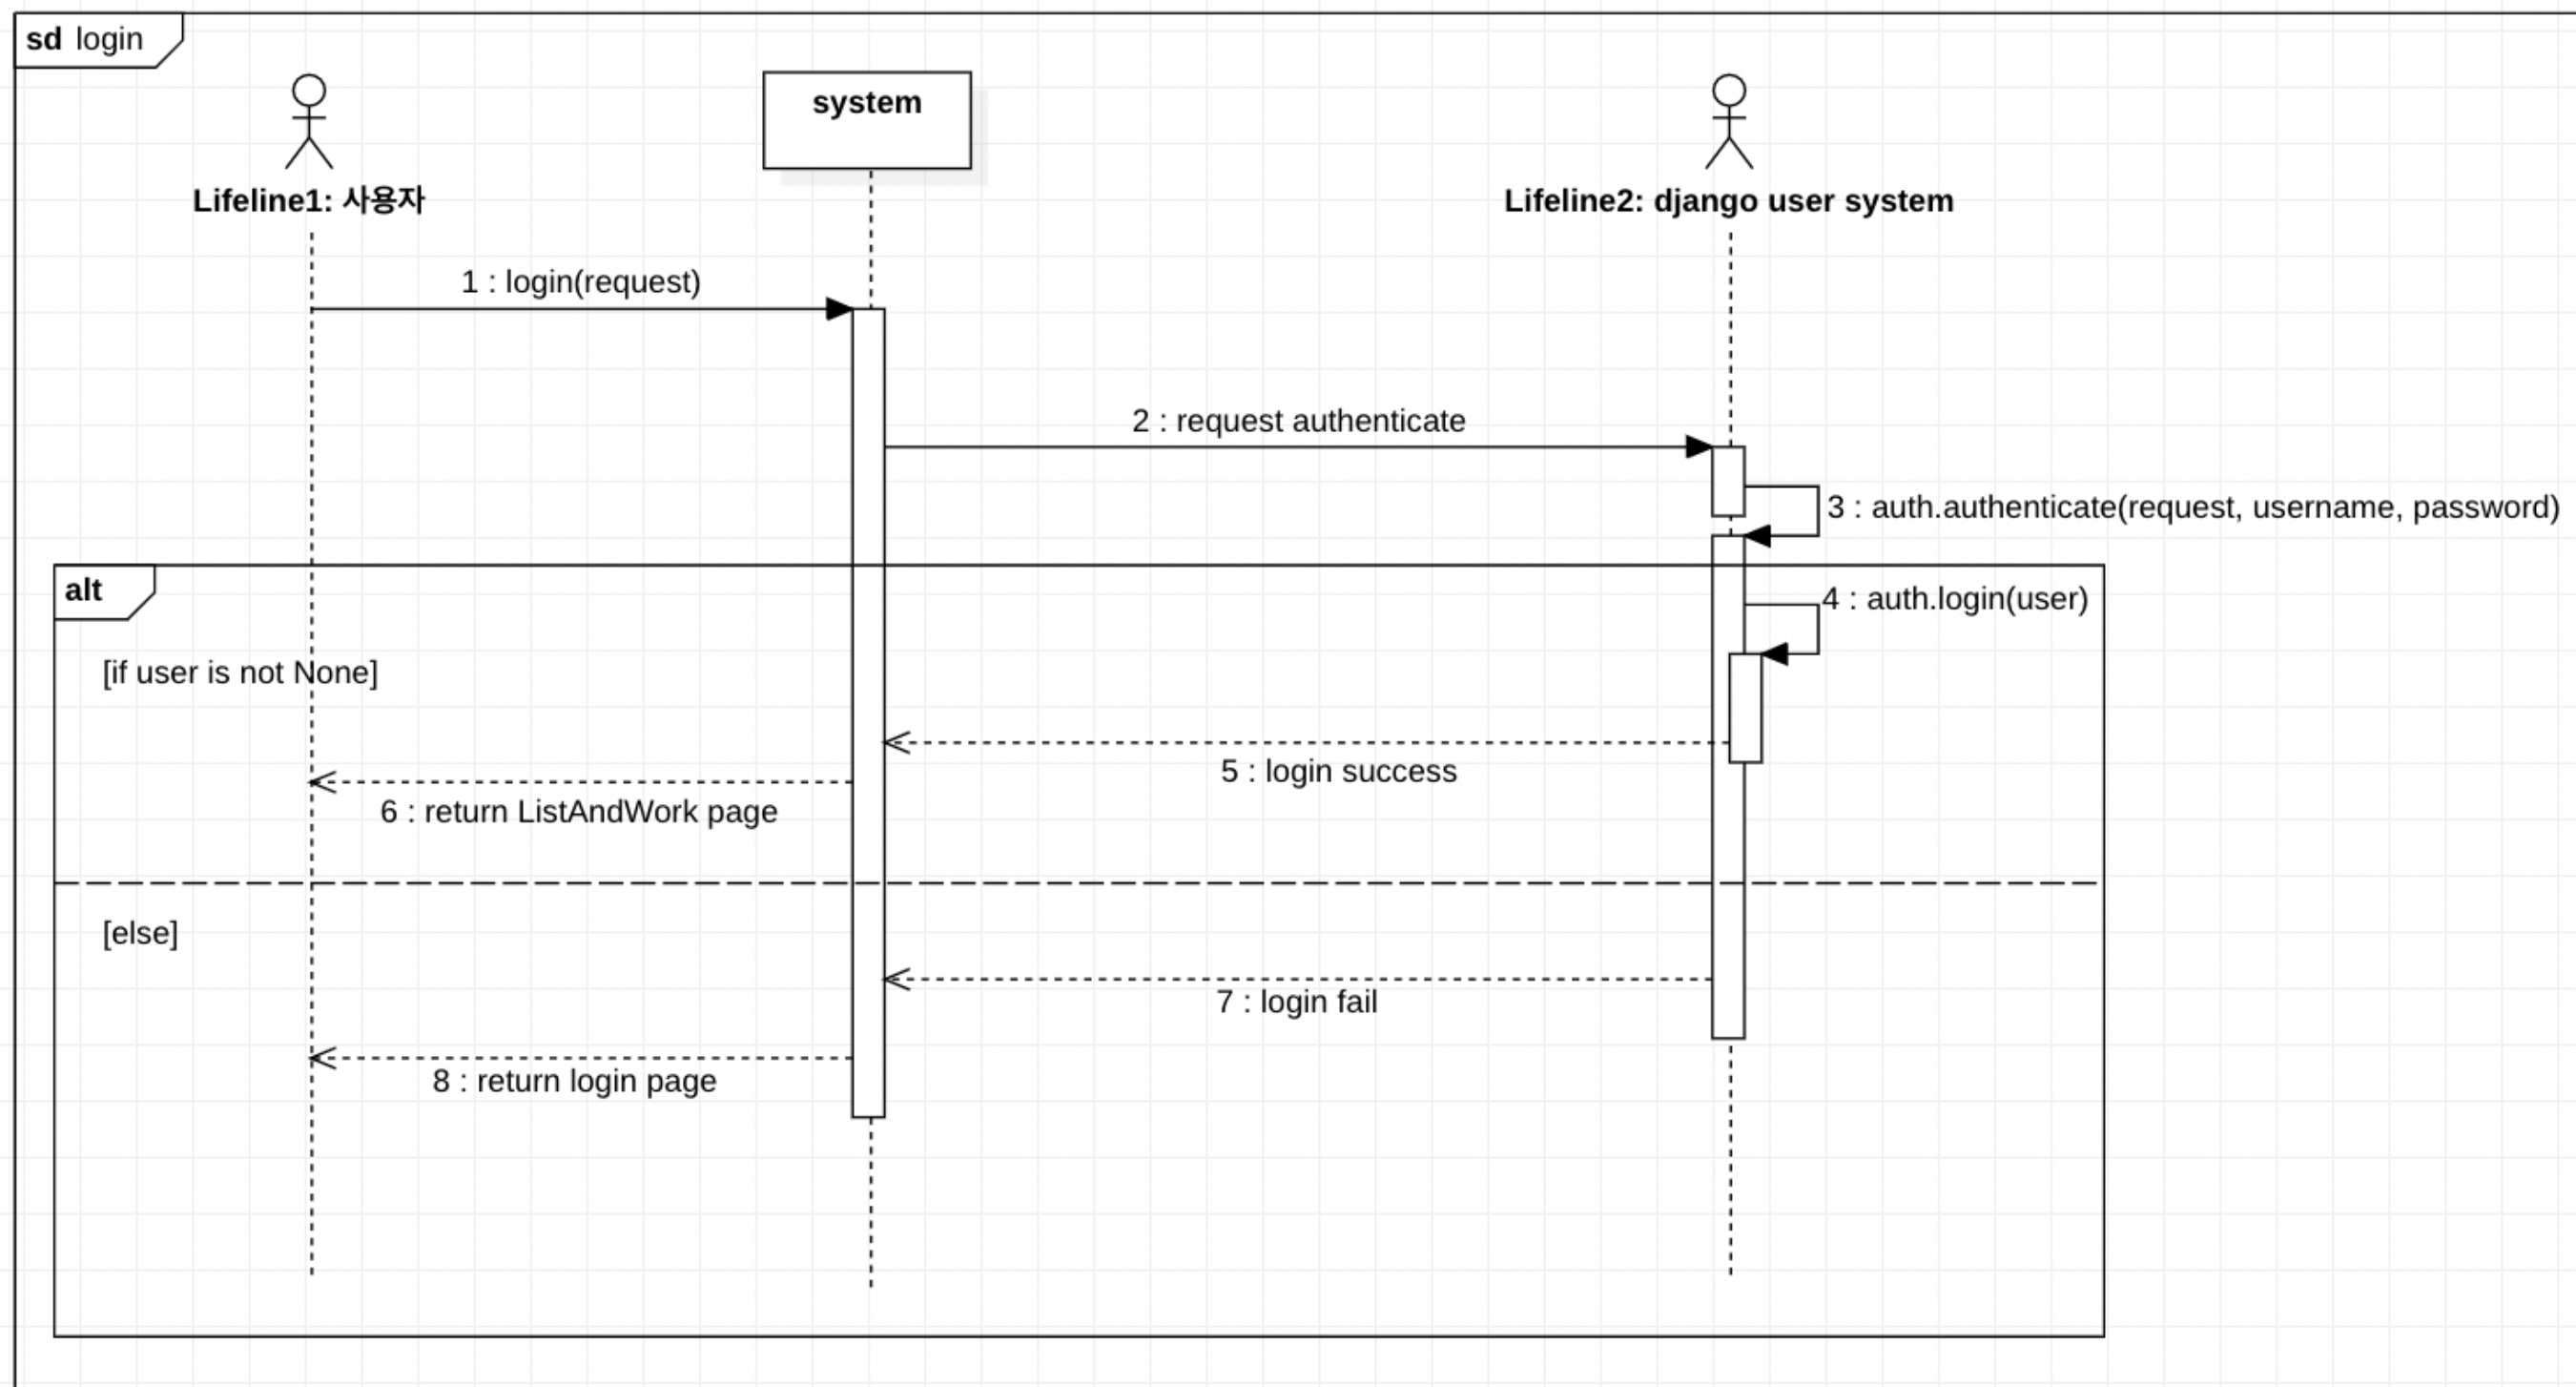 sd login
system
Lifeline1: 사용자
Lifeline2: django user system
1 : login(request)
2 : request authenticate
3 : auth.authenticate(request, username, password)
alt
4 : auth.login(user)
[if user is not None]
5 : login success
6 : return ListAndWork page
[else]
7 : login fail
8 : return login page